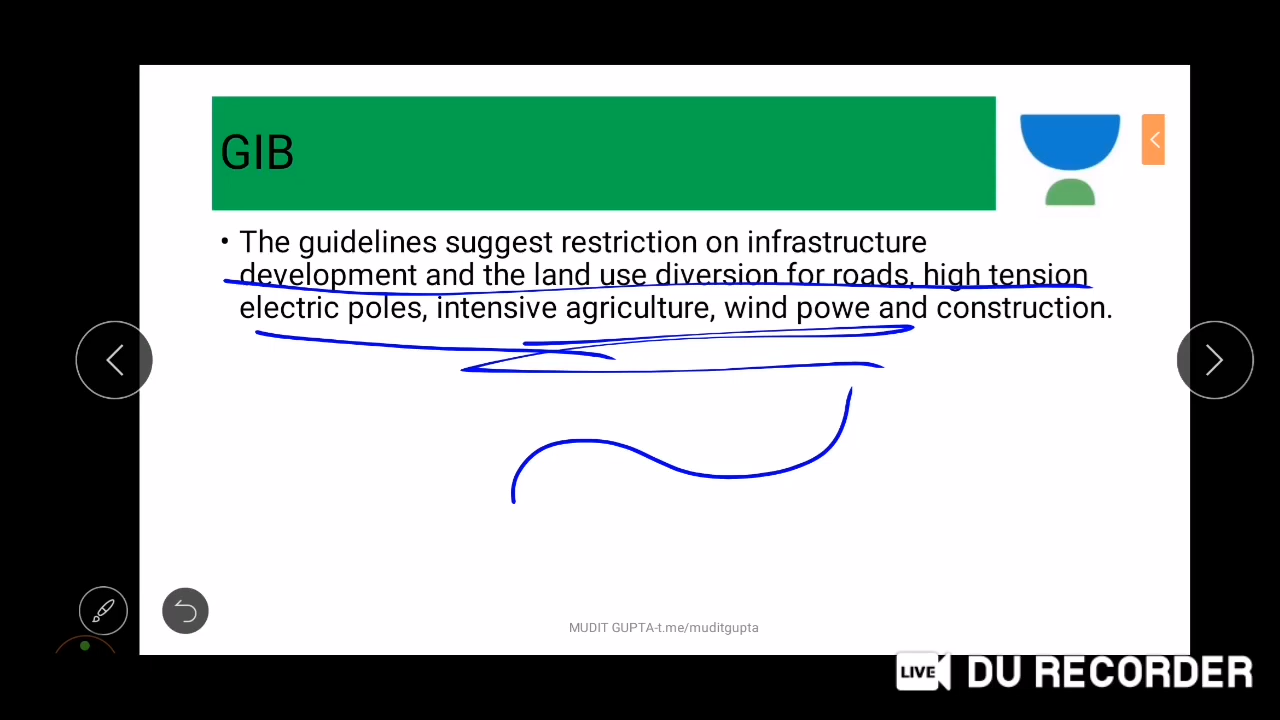 GIB
• The guidelines suggest restriction on infrastructure
development and the land use diversion for roads, high tension
electric poles, intensive agriculture, wind powe and construction.
MUDIT GUPTA-t.me/muditgupta
LIVE DU RECORDER